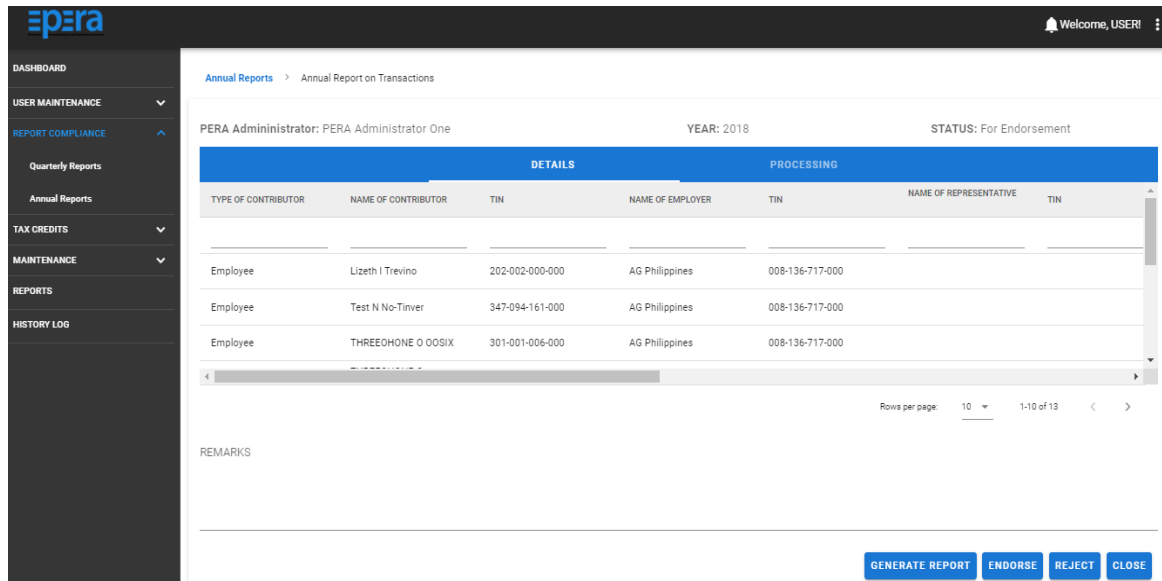 epera
Welcome, USER!
DASHBOARD
Annual Reports > Annual Report on Transactions
USER MAINTENANCE
REPORT COMPLIANCE
PERA Admininistrator: PERA Administrator One YEAR: 2018 STATUS: For Endorsement
Quarterly Reports
DETAILS PROCESSING
Annual Reports
TYPE OF CONTRIBUTOR NAME OF CONTRIBUTOR TIN NAME OF EMPLOYER TIN NAME OF REPRESENTATIVE TIN
TAX CREDITS
MAINTENANCE
Employee Lizeth I Trevino 202-002-000-000 AG Philippines 008-136-717-000
REPORTS
Employee Test N No-Tinver 347-094-161-000 AG Philippines 008-136-717-000
HISTORY LOG
Employee THREEOHONE O OOSIX 301-001-006-000 AG Philippines 008-136-717-000
Rows per page: 10 1-10 of 13
REMARKS
GENERATE REPORT ENDORSE REJECT CLOSE